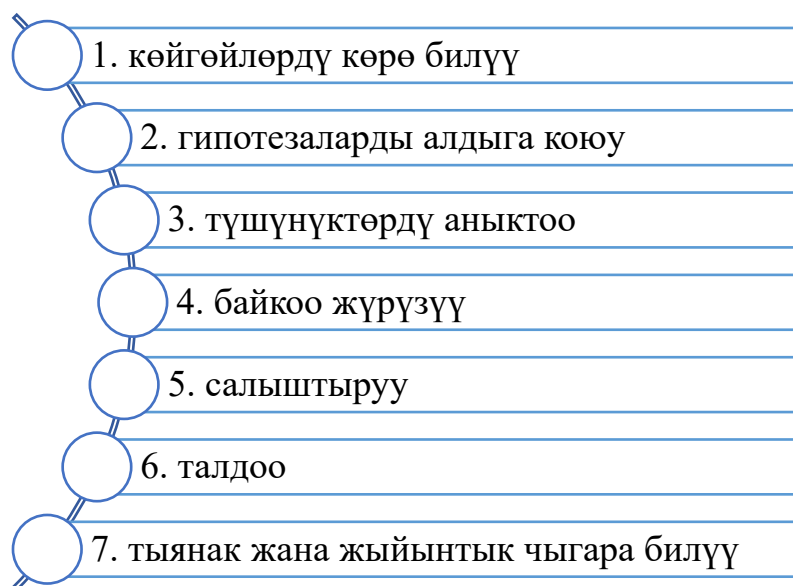 1. көйгөйлөрдү көрө билүү
2. гипотезаларды алдыга коюу
3. түшүнүктөрдү аныктоо
4. байкоо жүрүзүү
5. салыштыруу
6. талдоо
7. тыянак жана жыйынтык чыгара билүү